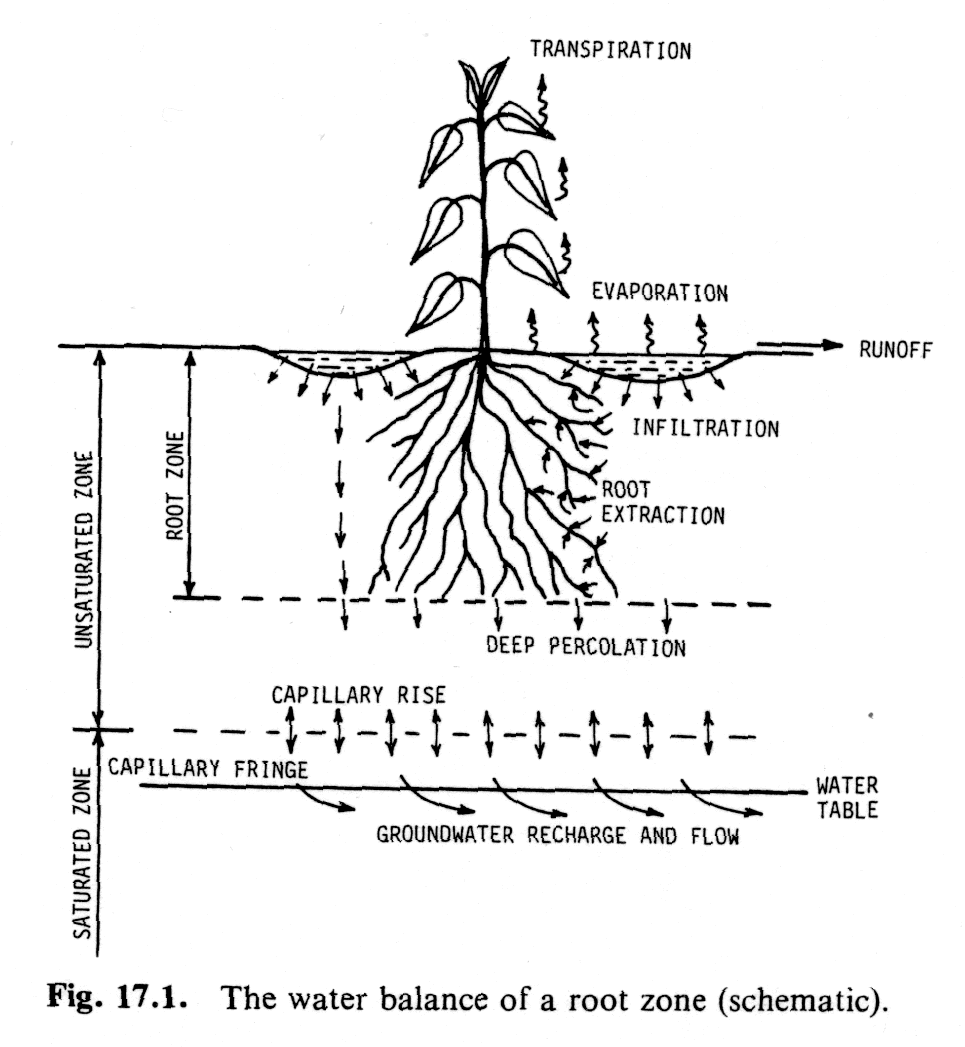 TRANSPIRATION
EVAPORATION
RUNOFF
INFILTRATION
ROOT ZONE
UNSATURATED ZONE
ROOT
EXTRACTION
DEEP PERCOLATION
CAPILLARY RISE
CAPILLARY FRINGE
WATER
TABLE
GROUNDWATER RECHARGE AND FLOW
SATURATED ZONE
Fig. 17.1. The water balance of a root zone (schematic).